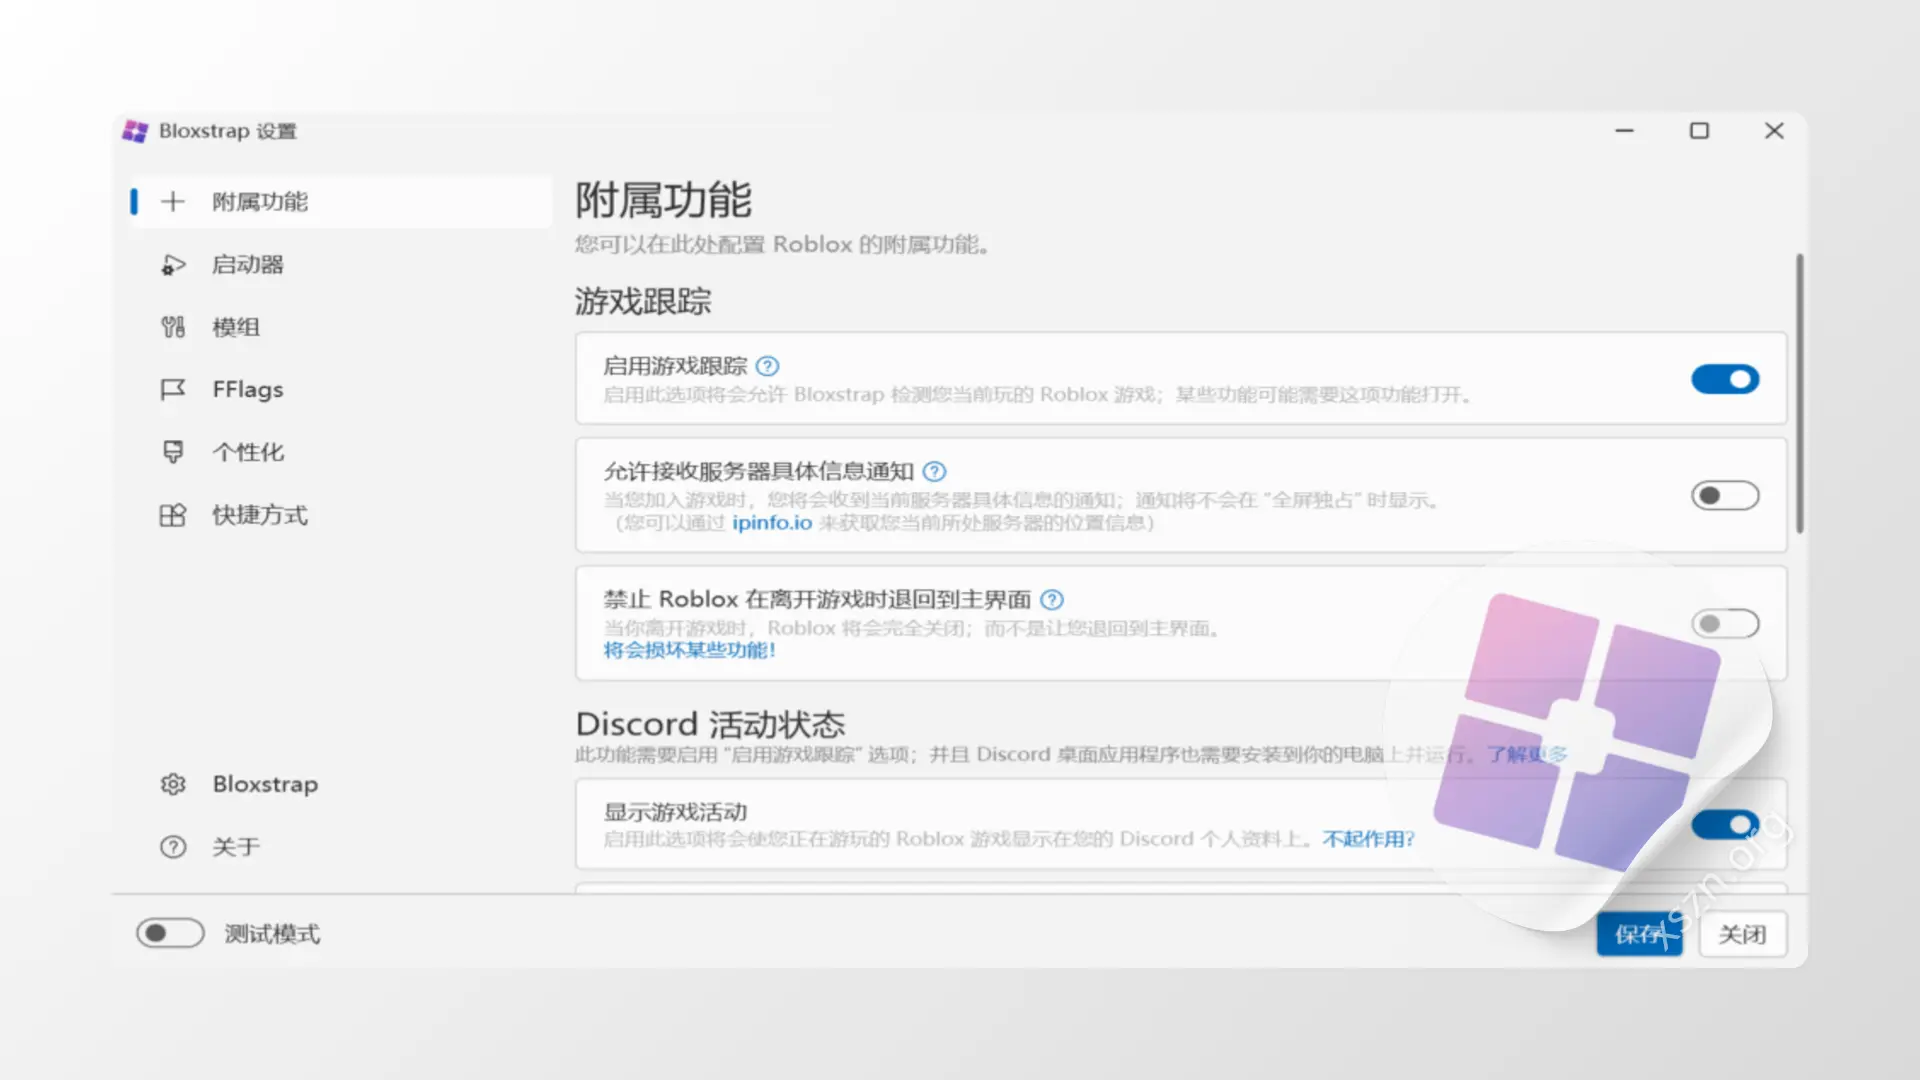 Bloxstrap 设置
附属功能
启动器
模组
FFlags
个性化
快捷方式
Bloxstrap
关于
测试模式
附属功能
您可以在此处配置 Roblox 的附属功能。
游戏跟踪
启用游戏跟踪
启用此选项将会允许 Bloxstrap 检测您当前玩的 Roblox 游戏；某些功能可能需要这项功能打开。
允许接收服务器具体信息通知
当您加入游戏时，您将会收到当前服务器具体信息的通知；通知将不会在 “全屏独占” 时显示。
（您可以通过 ipinfo.io 来获取您当前所处服务器的位置信息）
禁止 Roblox 在离开游戏时退回到主界面
当你离开游戏时，Roblox 将会完全关闭；而不是让您退回到主界面。
将会损坏某些功能！
Discord 活动状态
此功能需要启用 “启用游戏跟踪” 选项；并且 Discord 桌面应用程序也需要安装到你的电脑上并运行。了解更多
显示游戏活动
启用此选项将会使您正在游玩的 Roblox 游戏显示在您的 Discord 个人资料上。不起作用？
保存
关闭
xszn.org